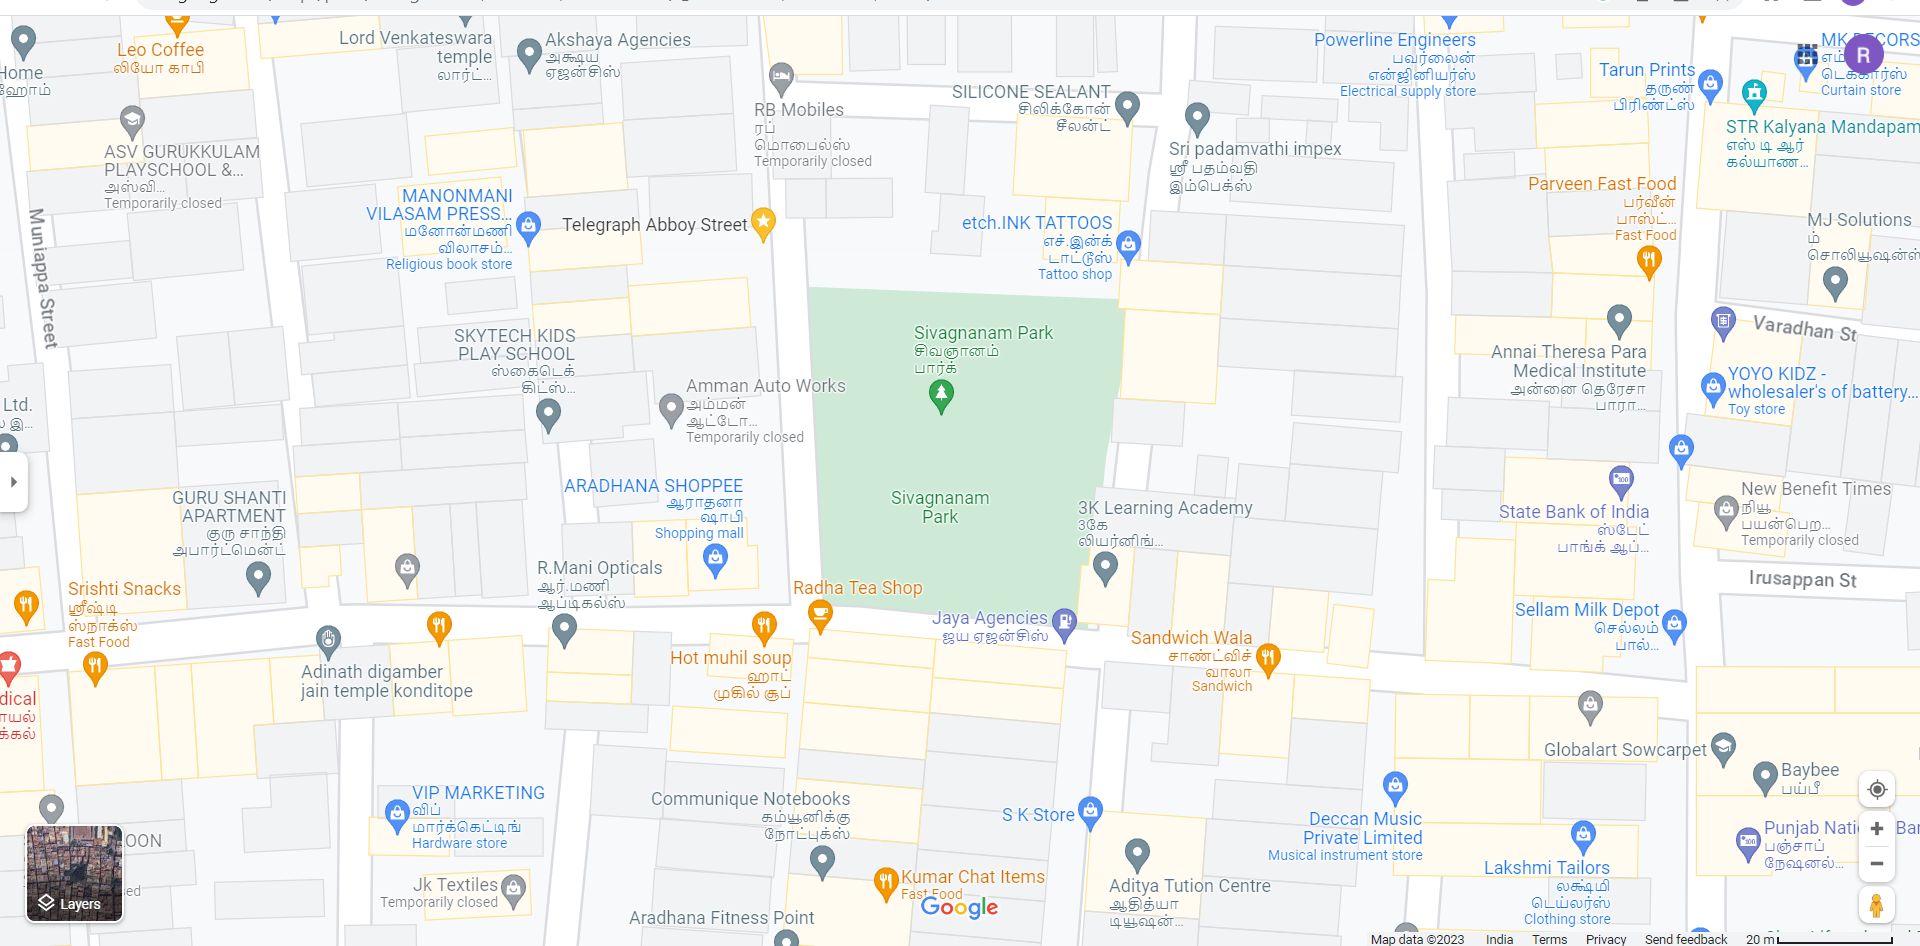 Leo Coffee
லியோ காபி
Home
ஹோம்
Lord Venkateswara
temple
லார்ட்...
Akshaya Agencies
அக்ஷய
ஏஜன்சிஸ்
RB Mobiles
ரப்
மொபைல்ஸ்
Temporarily closed
SILICONE SEALANT
சிலிக்கோன்
சீலன்ட்
Powerline Engineers
பவர்லைன்
என்ஜினியர்ஸ்
Electrical supply store
Tarun Prints
தருண்
பிரிண்ட்ஸ்
MK DECORS
டெக்கார்ஸ்
Curtain store
R
STR Kalyana Mandapam
எஸ் டி ஆர்
கல்யாண...
ASV GURUKKULAM
PLAYSCHOOL &...
அஸ்வி...
Temporarily closed
Sri padamvathi impex
ஸ்ரீ பதம்வதி
இம்பெக்ஸ்
MANONMANI
VILASAM PRESS...
மனோன்மணி
விலாசம்...
Religious book store
Telegraph Abboy Street
etch.INK TATTOOS
எச்.இன்க்
டாட்டூஸ்
Tattoo shop
Parveen Fast Food
பர்வீன்
பாஸ்ட்...
Fast Food
MJ Solutions
ம்
சொலியூஷன்ஸ்
Muniappa Street
Varadhan St
SKYTECH KIDS
PLAY SCHOOL
ஸ்கைடெக்
கிட்ஸ்...
Sivagnanam Park
சிவஞானம்
பார்க்
Annai Theresa Para
Medical Institute
அன்னை தெரேசா
பாரா...
YOYO KIDZ -
wholesaler's of battery...
Toy store
Amman Auto Works
அம்மன்
ஆட்டோ...
Temporarily closed
Ltd.
GURU SHANTI
APARTMENT
குரு சாந்தி
அபார்ட்மென்ட்
ARADHANA SHOPPEE
ஆராதனா
ஷாபி
Shopping mall
Sivagnanam
Park
3K Learning Academy
3கே
லியர்னிங்...
State Bank of India
ஸ்டேட்
பாங்க் ஆப்...
New Benefit Times
நியூ
பயன்பெற...
Temporarily closed
R.Mani Opticals
ஆர்.மணி
ஆப்டிகல்ஸ்
Irusappan St
Srishti Snacks
ஸ்ரீஷ்டி
ஸ்நாக்ஸ்
Fast Food
Radha Tea Shop
Jaya Agencies
ஜய ஏஜன்சிஸ்
Sellam Milk Depot
செல்லம்
பால்...
Sandwich Wala
சாண்ட்விச்
வாலா
Sandwich
Hot muhil soup
ஹாட்
முகில் சூப்
Adinath digamber
jain temple konditope
dical
Globalart Sowcarpet
Baybee
பய்பீ
VIP MARKETING
விப்
மார்க்கெட்டிங்
Hardware store
Communique Notebooks
கம்யூனிக்கு
நோட்புக்ஸ்
S K Store
Deccan Music
Private Limited
Musical instrument store
Punjab Nati
பஞ்சாப்
நேஷனல்...
OON
Jk Textiles
Temporarily closed
Kumar Chat Items
Fast Food
Aditya Tution Centre
ஆதித்யா
டியூஷன்...
Lakshmi Tailors
லக்ஷ்மி
டெய்லர்ஸ்
Clothing store
Layers
Aradhana Fitness Point
Google
Map data ©2023 India Terms Privacy Send feedback 20 m